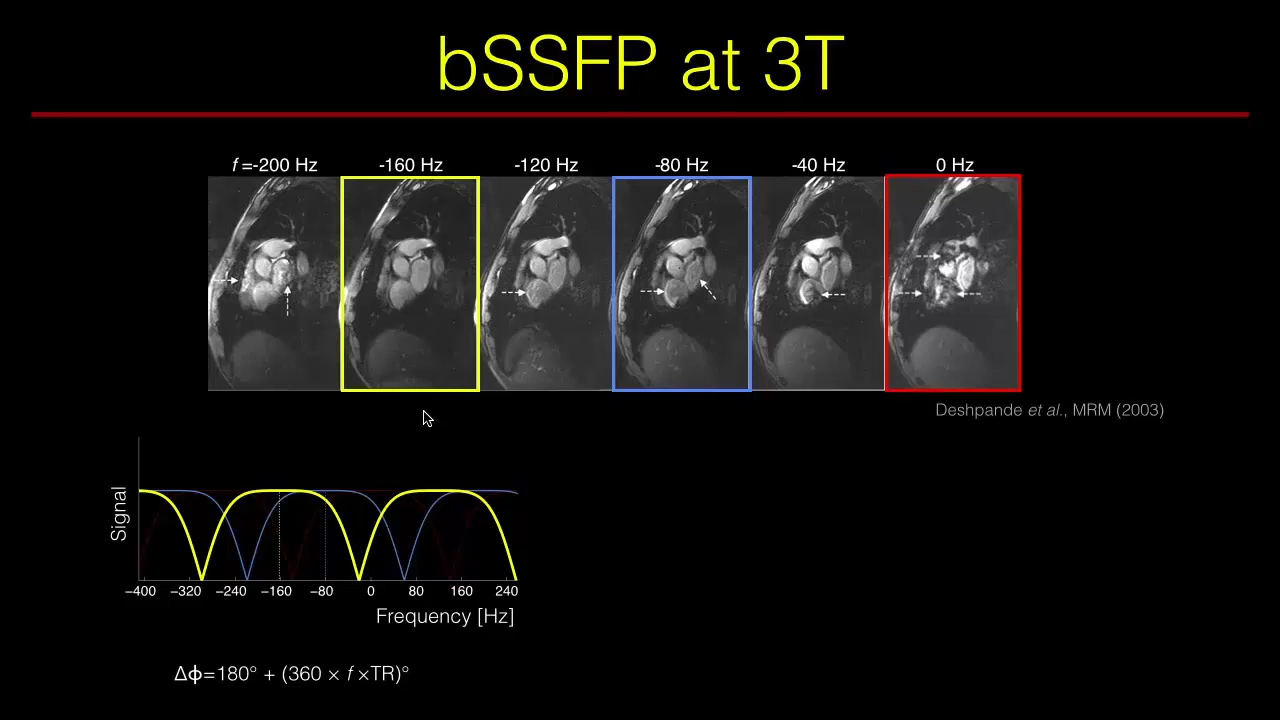 bSSFP at 3T
f =-200 Hz -160 Hz -120 Hz -80 Hz -40 Hz 0 Hz
Deshpande et al., MRM (2003)
Signal
−400 −320 −240 −160 −80 0 80 160 240
Frequency [Hz]
Δϕ=180° + (360 × f ×TR)°